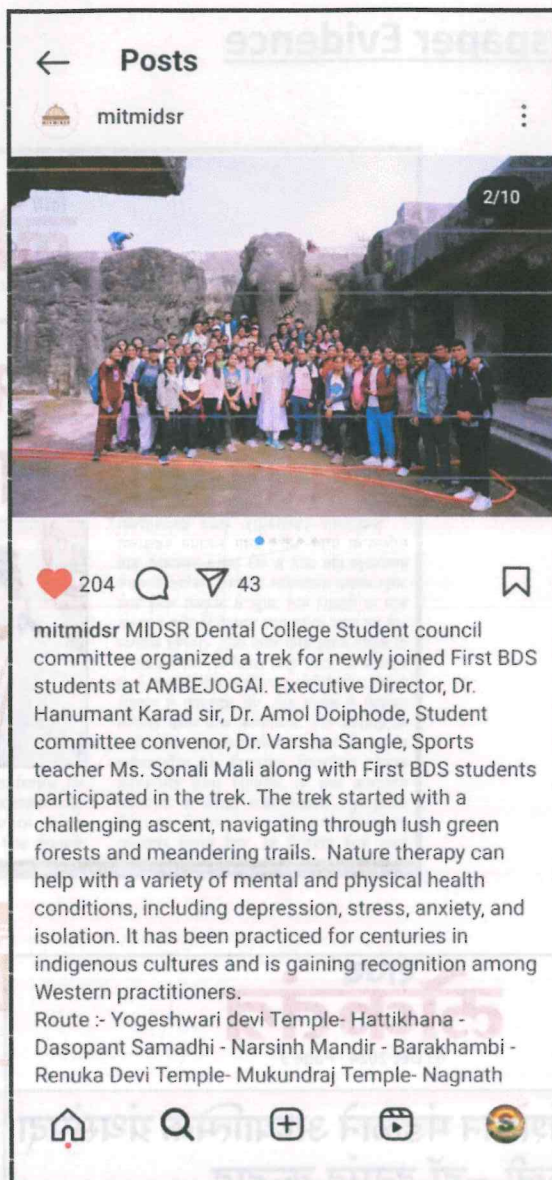 Posts
mitmidsr
2/10
204
43
mitmidsr MIDSR Dental College Student council
committee organized a trek for newly joined First BDS
students at AMBEJOGAI. Executive Director, Dr.
Hanumant Karad sir, Dr. Amol Doiphode, Student
committee convenor, Dr. Varsha Sangle, Sports
teacher Ms. Sonali Mali along with First BDS students
participated in the trek. The trek started with a
challenging ascent, navigating through lush green
forests and meandering trails. Nature therapy can
help with a variety of mental and physical health
conditions, including depression, stress, anxiety, and
isolation. It has been practiced for centuries in
indigenous cultures and is gaining recognition among
Western practitioners.
Route :- Yogeshwari devi Temple- Hattikhana -
Dasopant Samadhi - Narsinh Mandir - Barakhambi -
Renuka Devi Temple- Mukundraj Temple- Nagnath
S